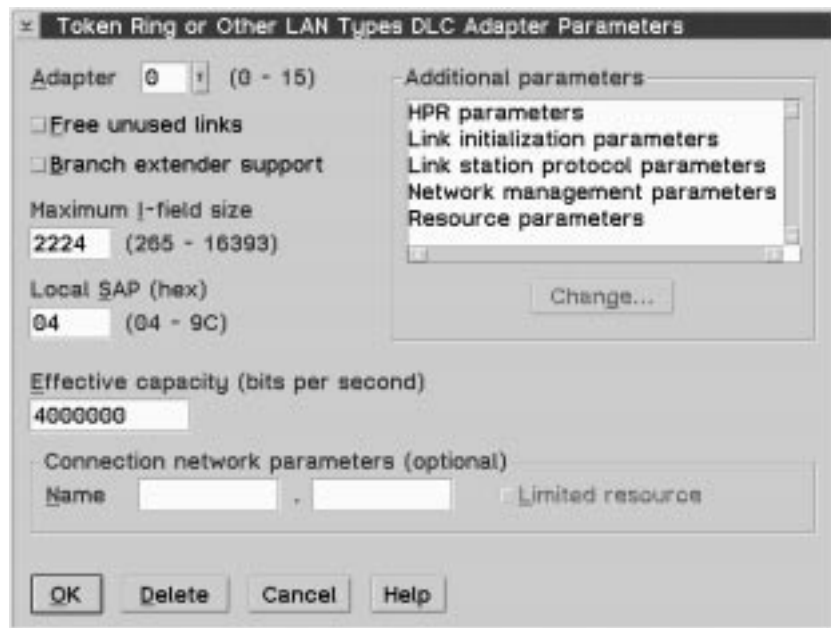 Token Ring or Other LAN Types DLC Adapter Parameters
Adapter 0 (0 - 15)
Free unused links
Branch extender support
Maximum I-field size
2224 (265 - 16393)
Local SAP (hex)
04 (04 - 9C)
Additional parameters
HPR parameters
Link initialization parameters
Link station protocol parameters
Network management parameters
Resource parameters
Change...
Effective capacity (bits per second)
4000000
Connection network parameters (optional)
Name . Limited resource
OK Delete Cancel Help